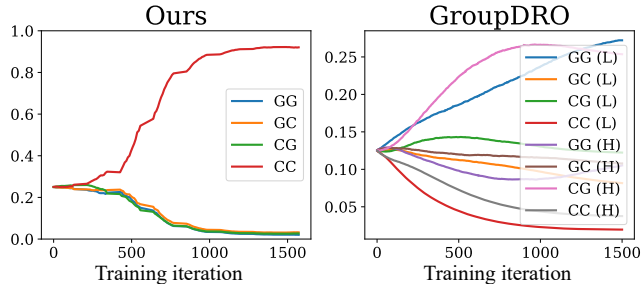 Ours
1.0
0.8
0.6
0.4
0.2
0.0
0
500
1000
1500
Training iteration
GG
GC
CG
CC
GroupDRO
0.25
0.20
0.15
0.10
0.05
0
500
1000
1500
Training iteration
GG (L)
GC (L)
CG (L)
CC (L)
GG (H)
GC (H)
CG (H)
CC (H)